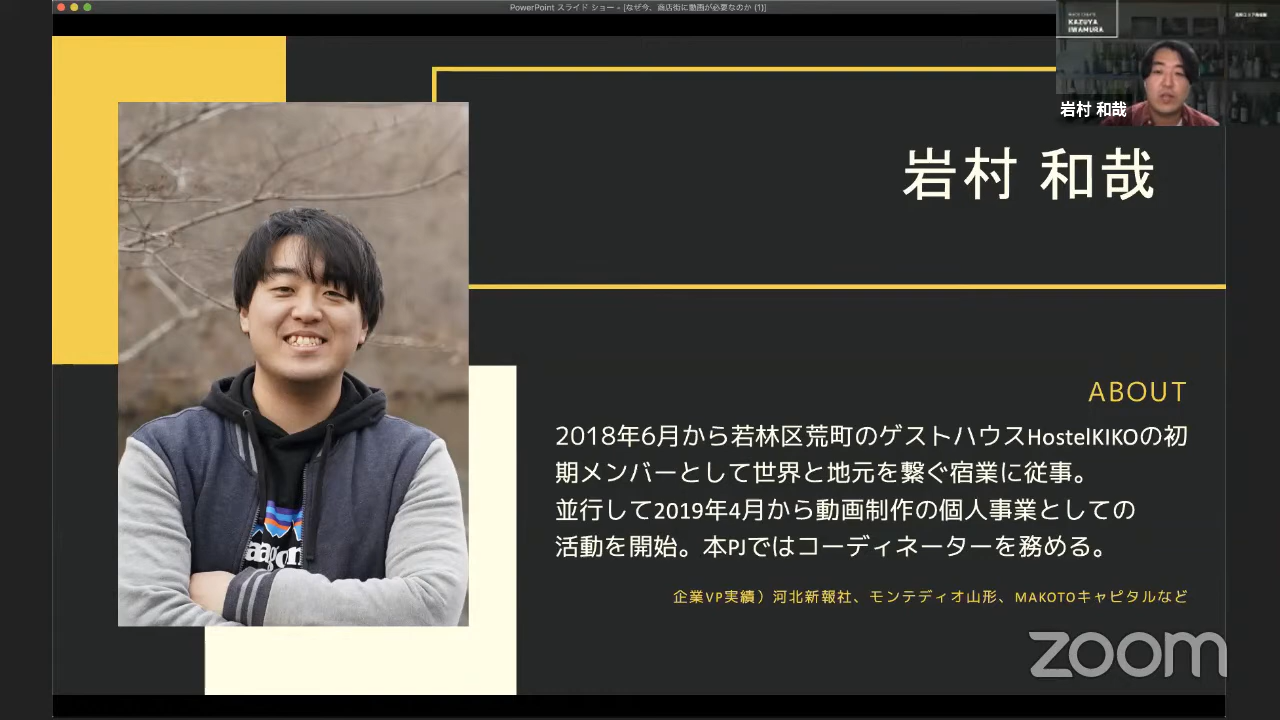 PowerPoint スライド ショー - [なぜ今、商店街に動画が必要なのか (1)]
KAZUYA
IWAMURA
岩村 和哉
岩村 和哉
ABOUT
2018年6月から若林区荒町のゲストハウスHostelKIKOの初
期メンバーとして世界と地元を繋ぐ宿業に従事。
並行して2019年4月から動画制作の個人事業としての
活動を開始。本PJではコーディネーターを務める。
企業VP実績）河北新報社、モンテディオ山形、MAKOTOキャピタルなど
zoom